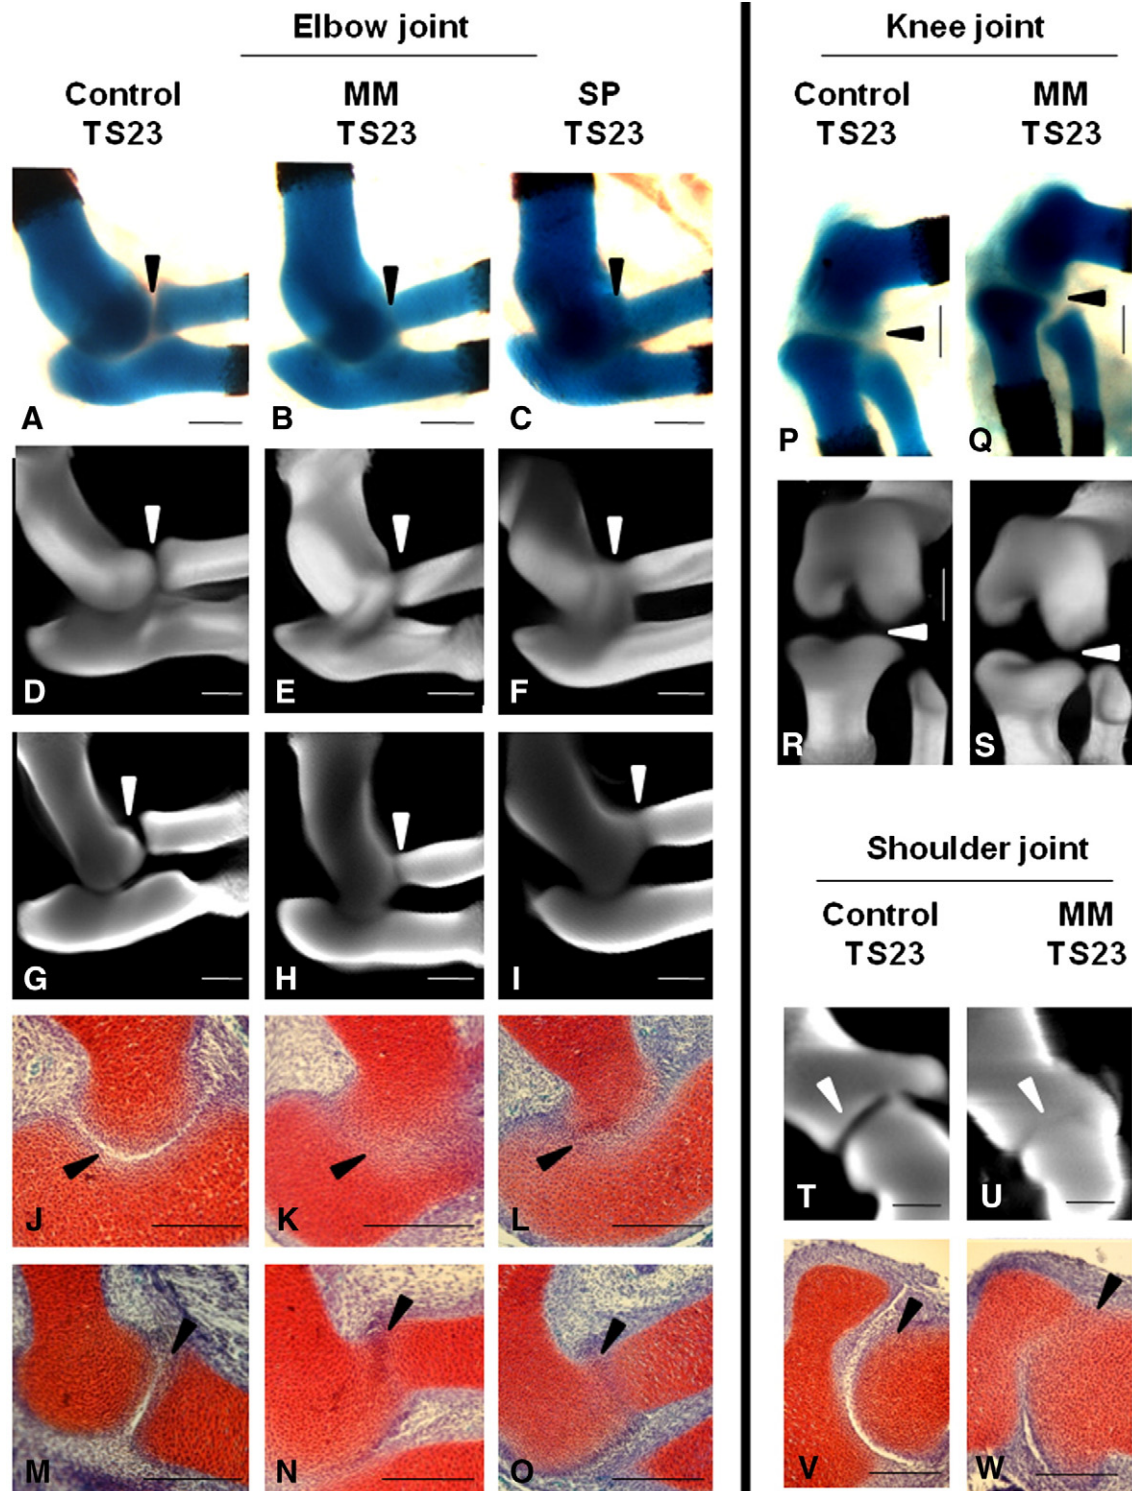 Elbow joint
Control
TS23
MM
TS23
SP
TS23
A
B
C
D
E
F
G
H
I
J
K
L
M
N
O
Knee joint
Control
TS23
MM
TS23
P
Q
R
S
Shoulder joint
Control
TS23
MM
TS23
T
U
V
W